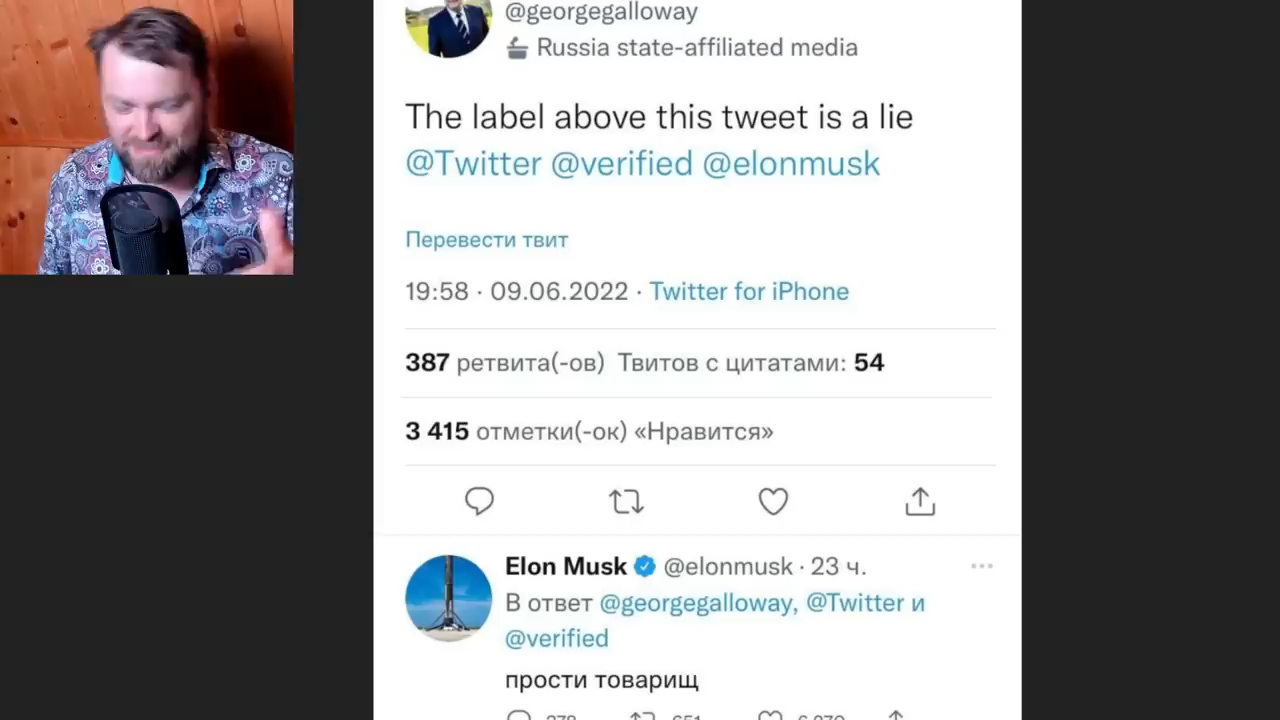 @georgegalloway
Russia state-affiliated media
The label above this tweet is a lie
@Twitter @verified @elonmusk
Перевести твит
19:58 · 09.06.2022 · Twitter for iPhone
387 ретвита(-ов) Твитов с цитатами: 54
3 415 отметки(-ок) «Нравится»
Elon Musk @elonmusk · 23 ч.
В ответ @georgegalloway, @Twitter и
@verified
прости товарищ